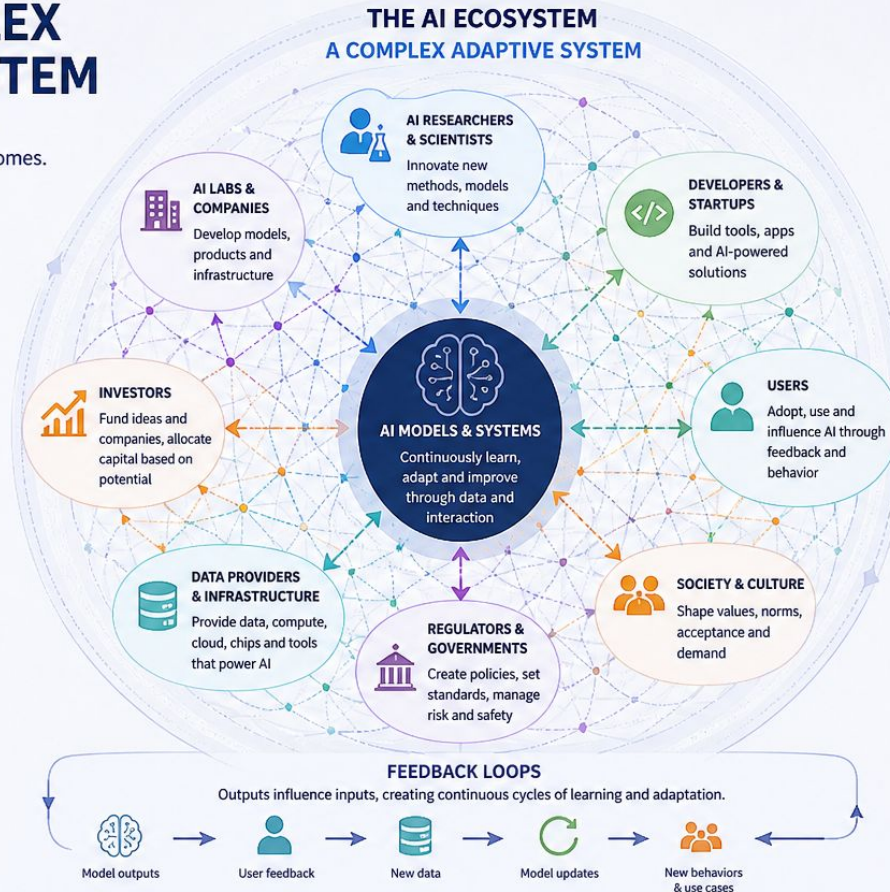 EX
TEM
omes.
THE AI ECOSYSTEM
A COMPLEX ADAPTIVE SYSTEM
AI RESEARCHERS
& SCIENTISTS
Innovate new
methods, models
and techniques
AI LABS &
COMPANIES
Develop models,
products and
infrastructure
DEVELOPERS &
STARTUPS
</>
Build tools, apps
and AI-powered
solutions
INVESTORS
Fund ideas and
companies, allocate
capital based on
potential
AI MODELS & SYSTEMS
Continuously learn,
adapt and improve
through data and
interaction
USERS
Adopt, use and
influence AI through
feedback and
behavior
DATA PROVIDERS
& INFRASTRUCTURE
Provide data, compute,
cloud, chips and tools
that power AI
REGULATORS &
GOVERNMENTS
Create policies, set
standards, manage
risk and safety
SOCIETY & CULTURE
Shape values, norms,
acceptance and
demand
FEEDBACK LOOPS
Outputs influence inputs, creating continuous cycles of learning and adaptation.
Model outputs
User feedback
New data
Model updates
New behaviors
& use cases